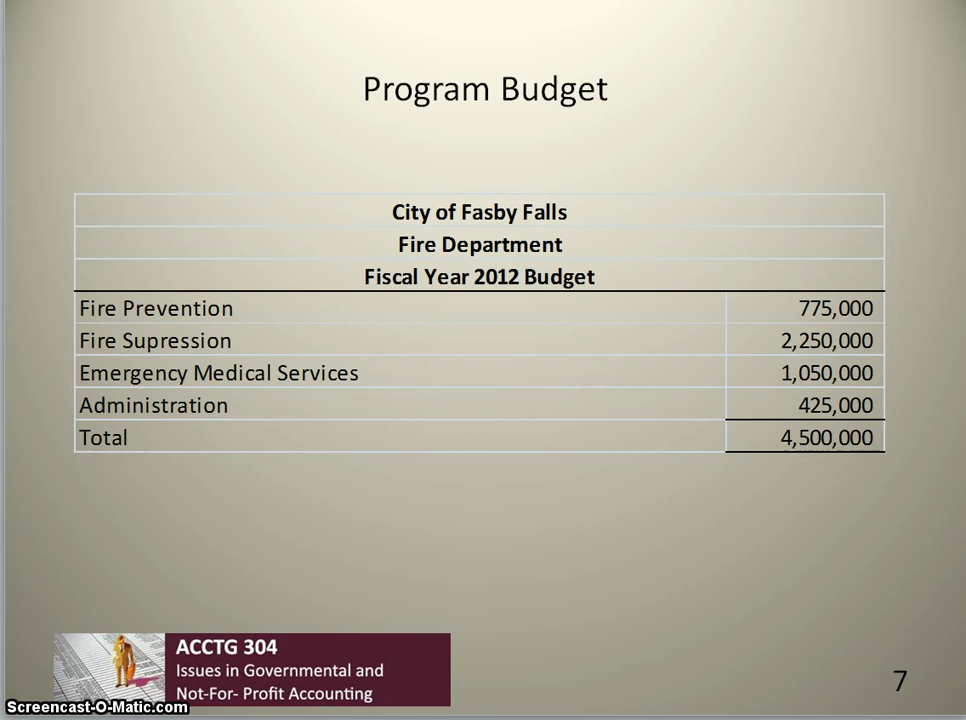 Program Budget
City of Fasby Falls
Fire Department
Fiscal Year 2012 Budget
Fire Prevention 775,000
Fire Supression 2,250,000
Emergency Medical Services 1,050,000
Administration 425,000
Total 4,500,000
ACCTG 304
Issues in Governmental and
Not-For- Profit Accounting
7
Screencast-O-Matic.com